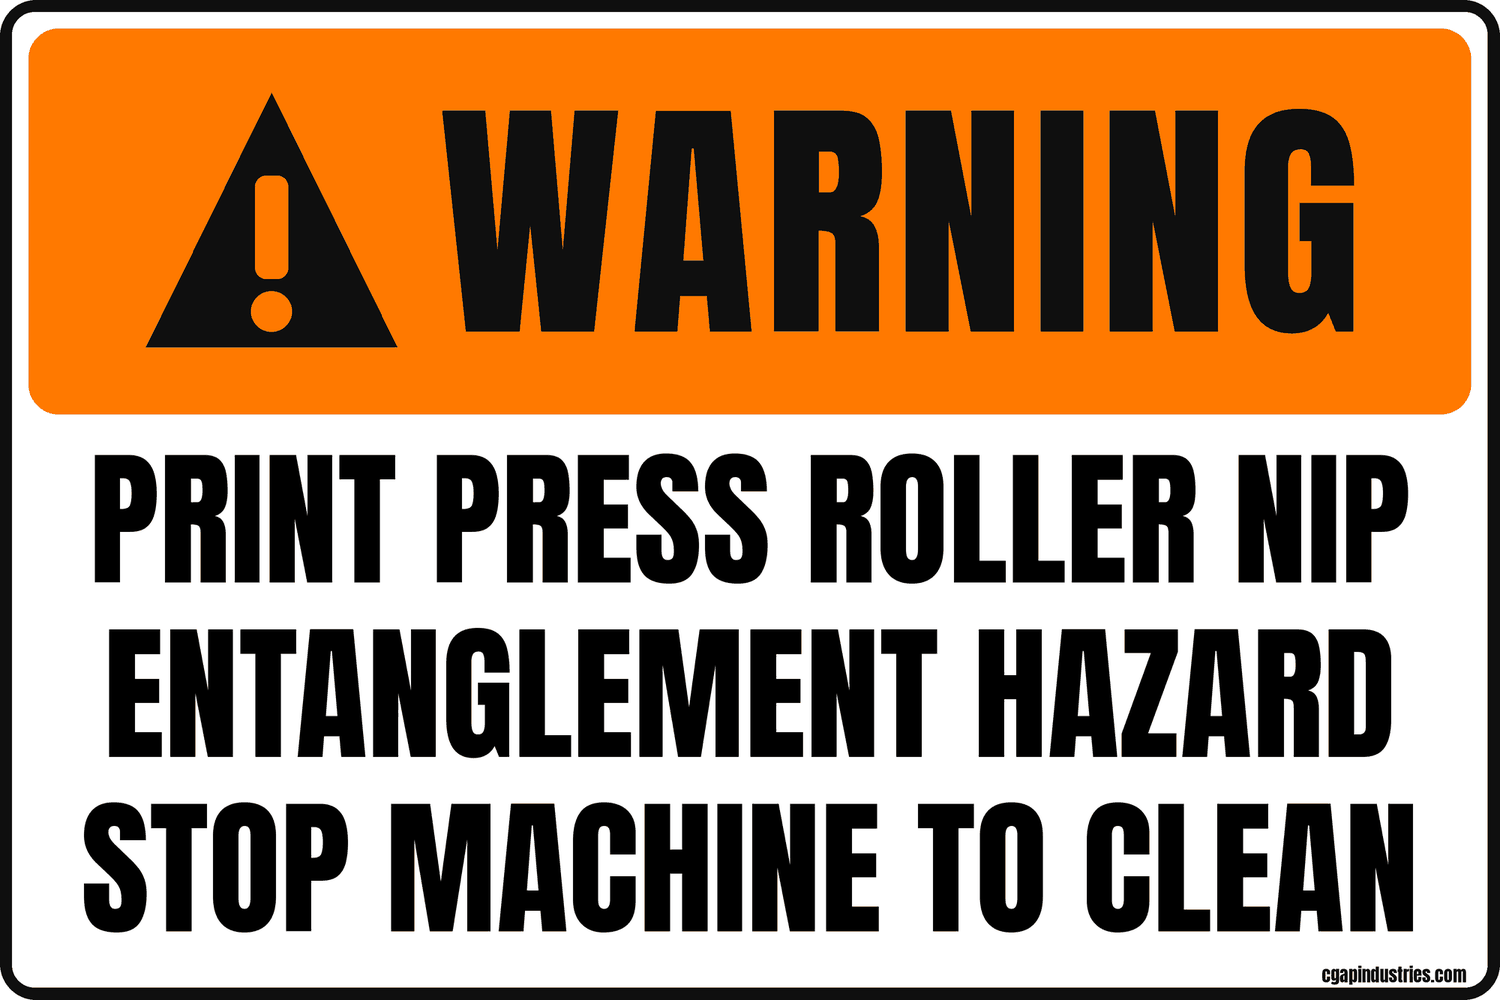 WARNING
PRINT PRESS ROLLER NIP
ENTANGLEMENT HAZARD
STOP MACHINE TO CLEAN
cgapindustries.com